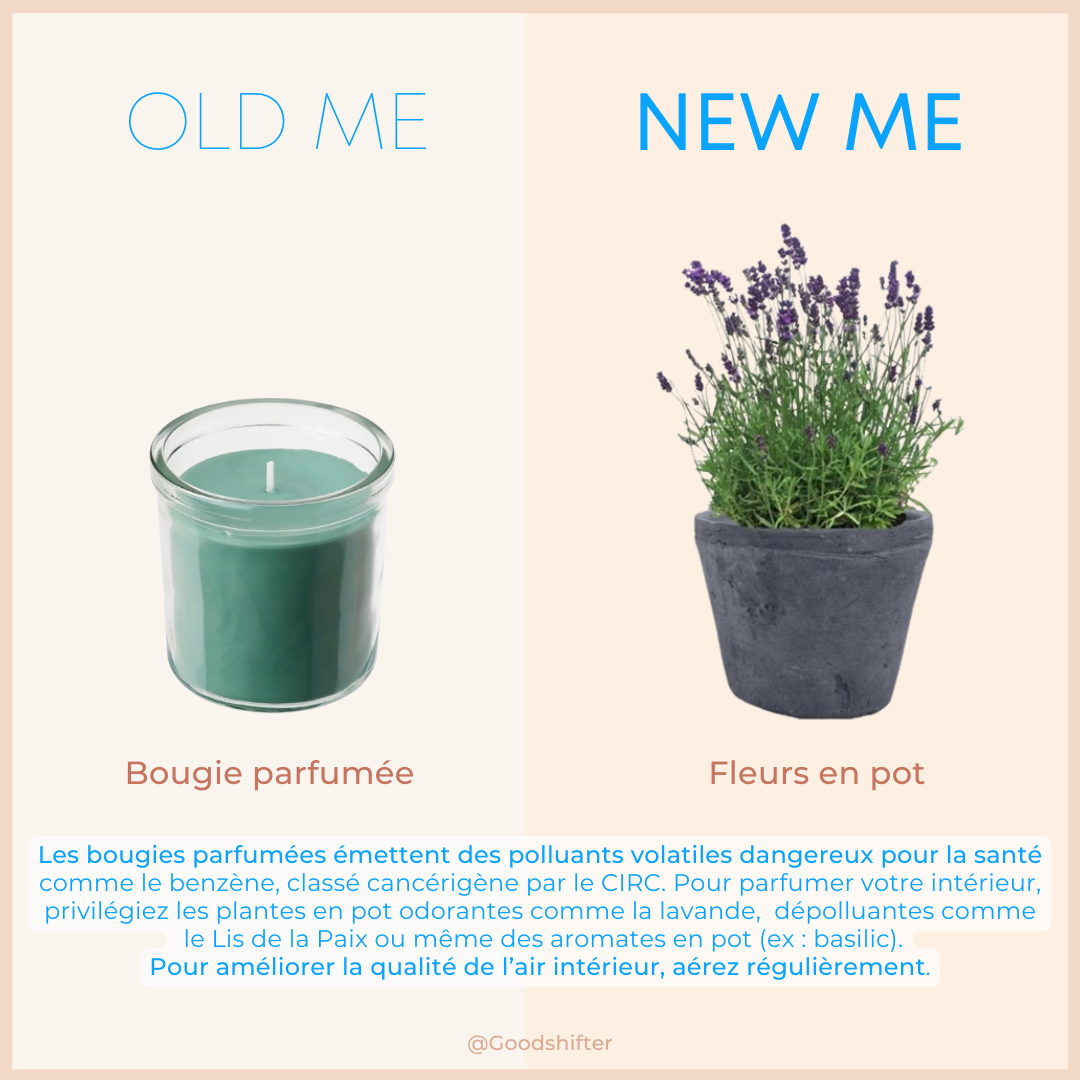 OLD ME
NEW ME
Bougie parfumée
Fleurs en pot
Les bougies parfumées émettent des polluants volatiles dangereux pour la santé
comme le benzène, classé cancérigène par le CIRC. Pour parfumer votre intérieur,
privilégiez les plantes en pot odorantes comme la lavande,  dépolluantes comme
le Lis de la Paix ou même des aromates en pot (ex : basilic).
Pour améliorer la qualité de l’air intérieur, aérez régulièrement.
@Goodshifter